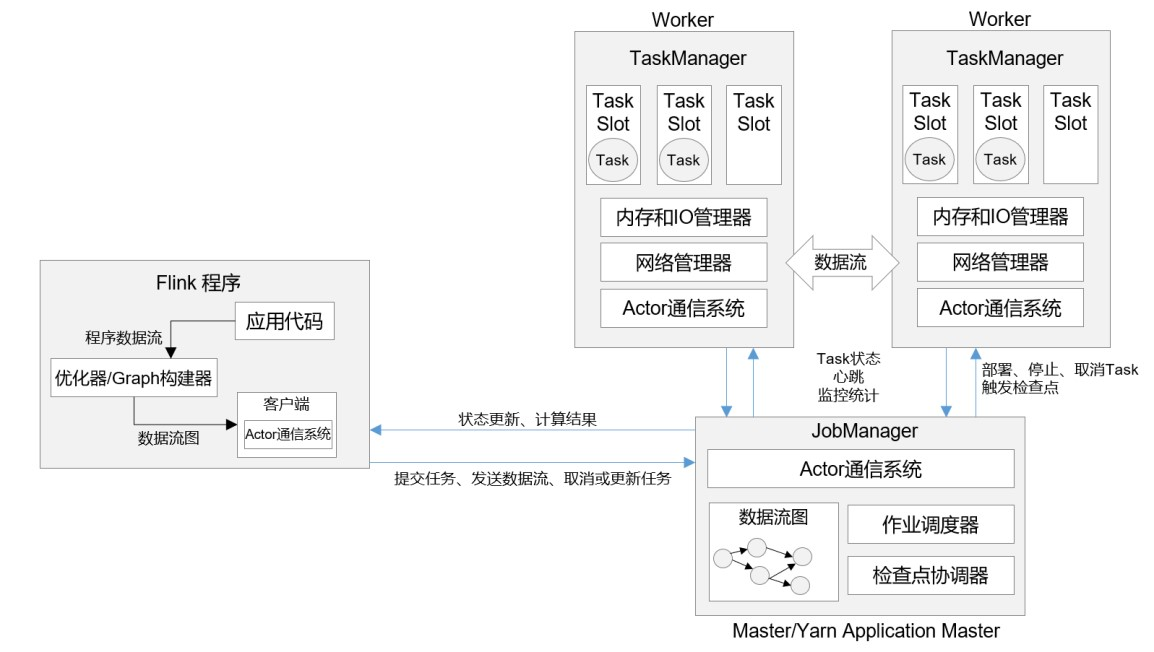 Worker
TaskManager
Task Slot
Task
Task Slot
Task
Task Slot
内存和IO管理器
网络管理器
Actor通信系统
Worker
TaskManager
Task Slot
Task
Task Slot
Task
Task Slot
内存和IO管理器
网络管理器
Actor通信系统
数据流
Flink 程序
应用代码
程序数据流
优化器/Graph构建器
客户端
Actor通信系统
数据流图
状态更新、计算结果
提交任务、发送数据流、取消或更新任务
Task状态
心跳
监控统计
部署、停止、取消Task
触发检查点
JobManager
Actor通信系统
数据流图
作业调度器
检查点协调器
Master/Yarn Application Master